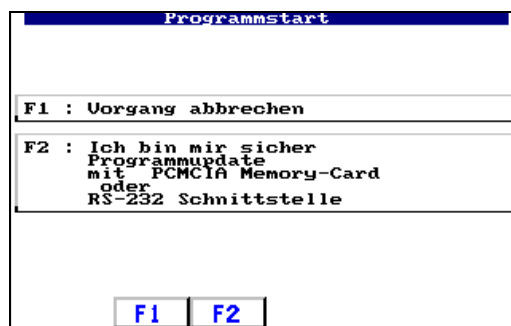 Programmstart
F1 : Vorgang abbrechen
F2 : Ich bin mir sicher
Programmupdate
mit PCMCIA Memory-Card
oder
RS-232 Schnittstelle
F1 F2